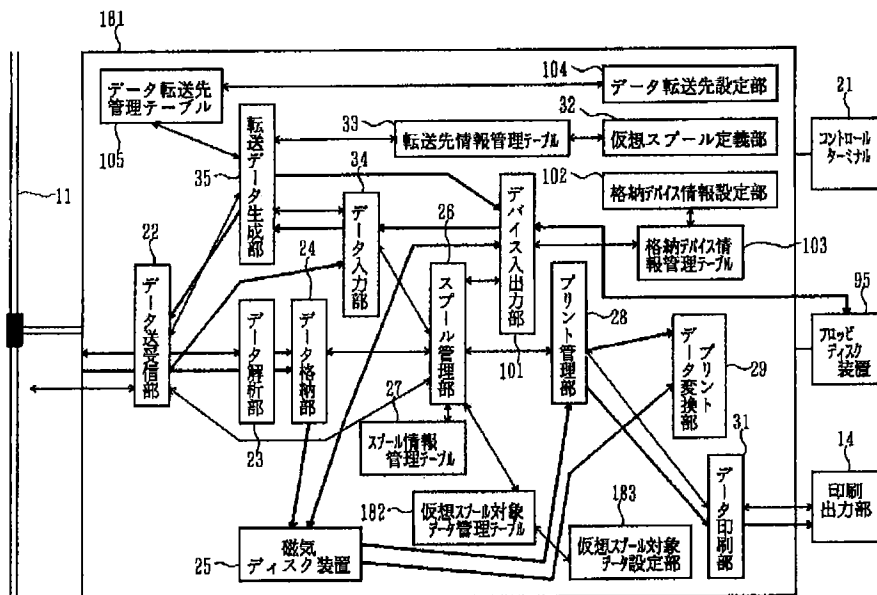 181
データ転送先
管理テーブル
105
104
データ転送先設定部
32
仮想スプール定義部
33
転送先情報管理テーブル
21
コントロール
ターミナル
102
格納デバイス情報設定部
格納デバイス情
報管理テーブル
103
転送データ生成部
35
34
データ入力部
11
22
データ送受信部
24
データ格納部
データ解析部
23
26
スプール管理部
デバイス入出力部
101
プリント管理部
28
95
フロッピ
ディスク
装置
プリント
データ変換部
29
27
スプール情報
管理テーブル
31
データ印刷部
14
印刷
出力部
182
仮想スプール対象
データ管理テーブル
183
仮想スプール対象
データ設定部
25
磁気
ディスク装置